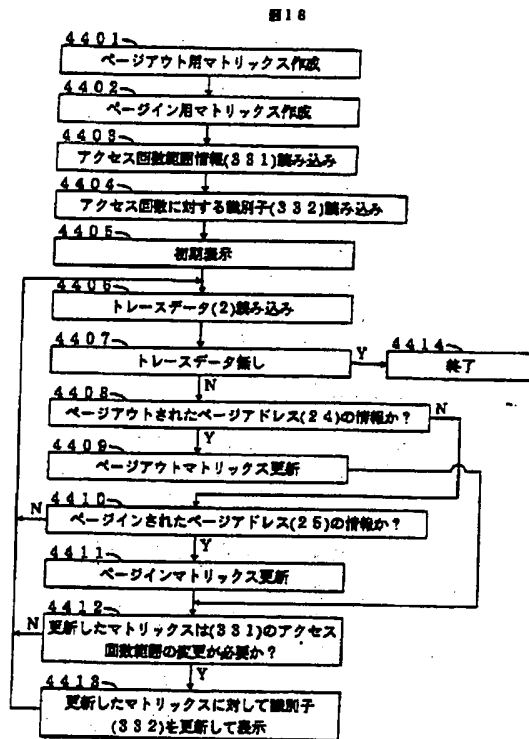 図18
4401
ページアウト用マトリックス作成
4402
ページイン用マトリックス作成
4403
アクセス回数範囲情報(331)読み込み
4404
アクセス回数に対する識別子(332)読み込み
4405
初期表示
4406
トレースデータ(2)読み込み
4407
トレースデータ無し
Y
4414
終了
N
4408
ページアウトされたページアドレス(24)の情報か?
N
Y
4409
ページアウトマトリックス更新
4410
N
ページインされたページアドレス(25)の情報か?
Y
4411
ページインマトリックス更新
4412
N
更新したマトリックスは(331)のアクセス
回数範囲の変更が必要か?
Y
4413
更新したマトリックスに対して識別子
(332)を更新して表示